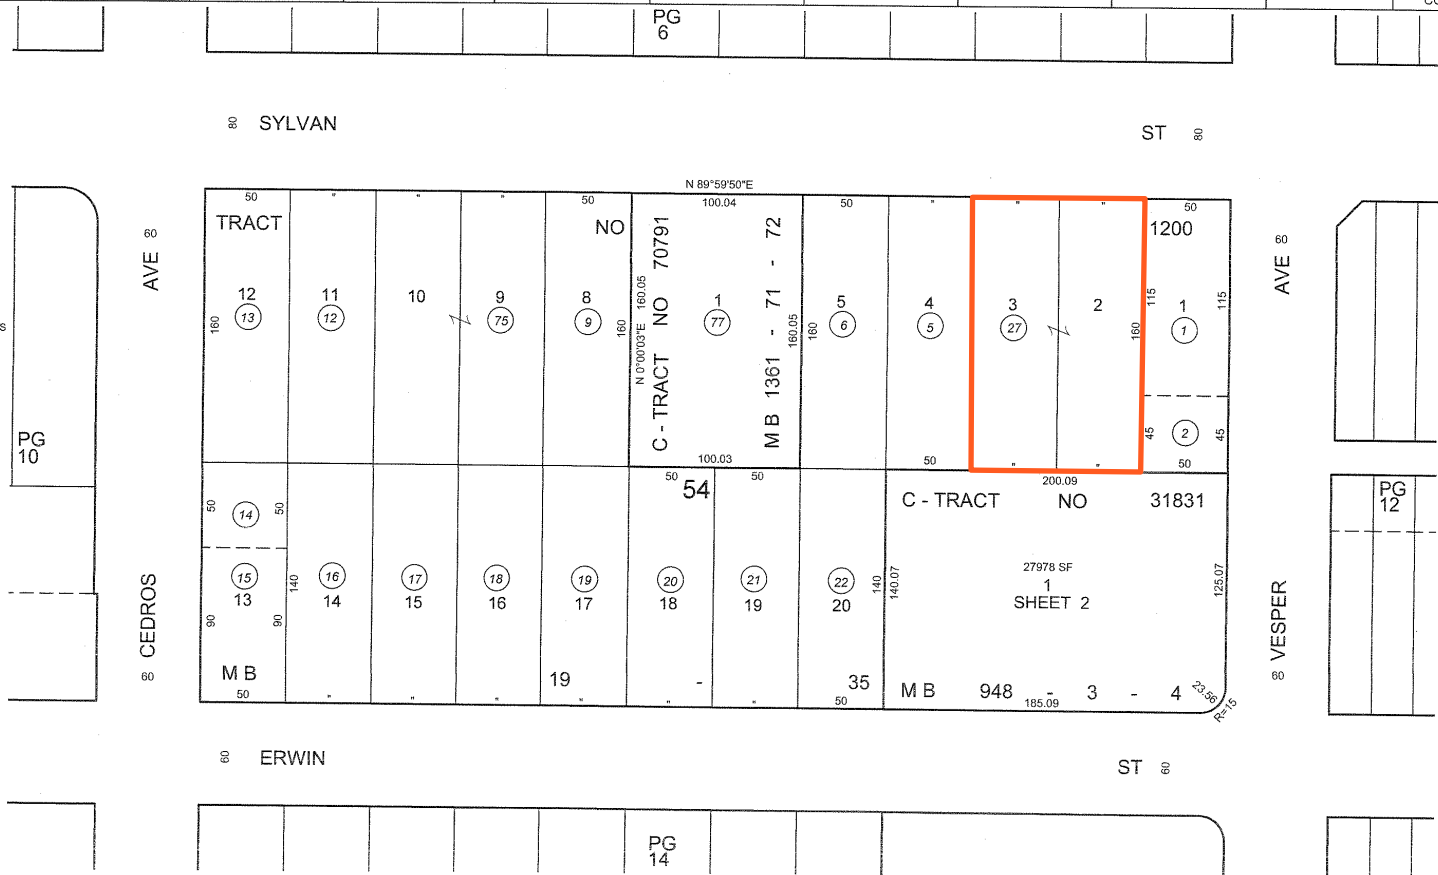 PG
6
80 SYLVAN
ST 80
N 89°59'50"E
50 " " " 50 100.04 50 " " " 50
TRACT NO 1200
C - TRACT NO 70791
M B 1361 - 71 - 72
N 0°00'03"E 160.05
AVE 60
60 AVE
12 11 10 9 8 1 5 4 3 2 1
13 12 75 9 77 6 5 27 1
160 160 160.05 160 160 115 115
45 2 45
100.03 50 " " 50
200.09
S
PG
10
PG
12
50 14 50
50 50
54
C - TRACT NO 31831
15 16 17 18 19 20 21 22
13 14 15 16 17 18 19 20
90 90 140 140 140.07 125.07
27978 SF
1
SHEET 2
M B 19 - 35
50 " " " " " " 50
M B 948 - 3 - 4
185.09
23.56
R=15
CEDROS
60
VESPER
60
60 ERWIN
ST 60
PG
14